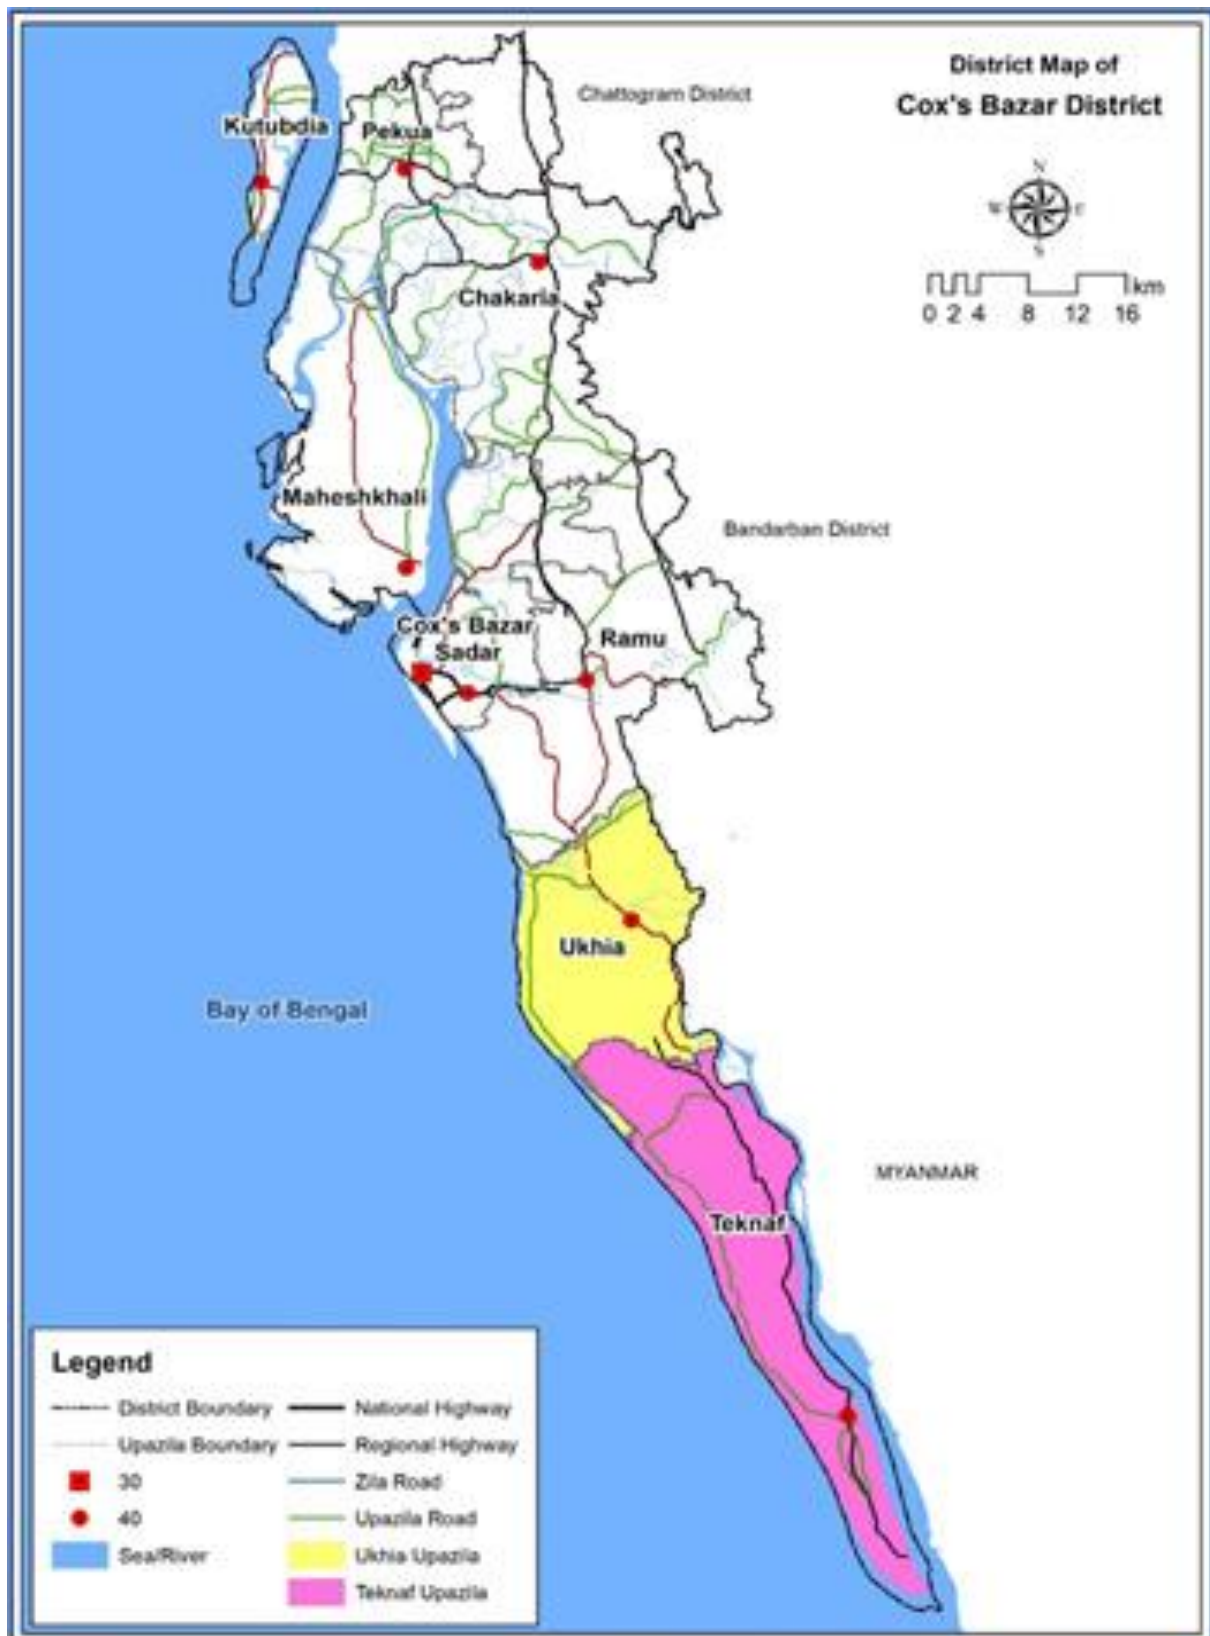 District Map of
Cox's Bazar District
N
W E
S
km
0 2 4 8 12 16
Chattogram District
Kutubdia
Pekua
Chakaria
Maheshkhali
Bandarban District
Cox's Bazar
Sadar
Ramu
Ukhia
Bay of Bengal
MYANMAR
Teknaf
Legend
District Boundary
Upazila Boundary
30
40
Sea/River
National Highway
Regional Highway
Zila Road
Upazila Road
Ukhia Upazila
Teknaf Upazila